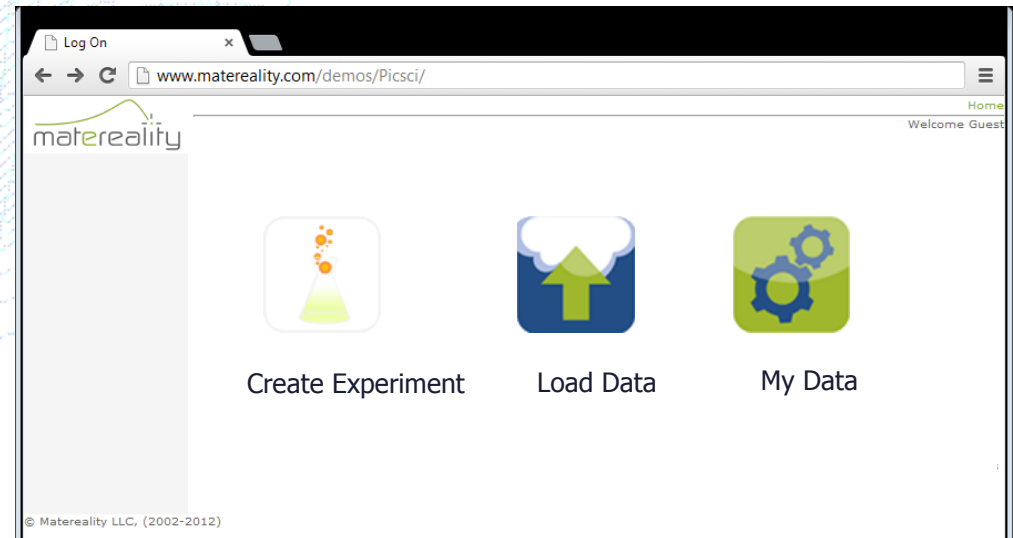 Log On
www.matereality.com/demos/Picsci/
Home
matereality
Welcome Guest
Create Experiment
Load Data
My Data
© Matereality LLC, (2002-2012)